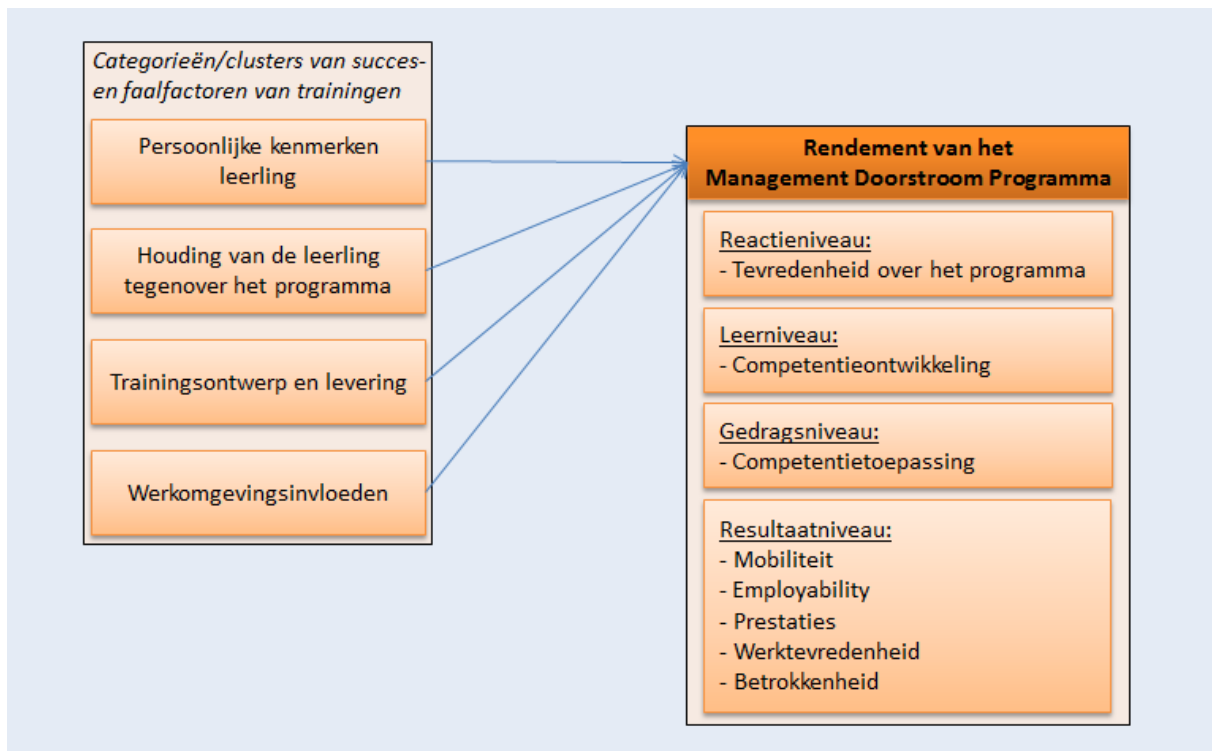 Categorieën/clusters van succes-
en faalfactoren van trainingen
Persoonlijke kenmerken
leerling
Houding van de leerling
tegenover het programma
Trainingsontwerp en levering
Werkomgevingsinvloeden
Rendement van het
Management Doorstroom Programma
Reactieniveau:
- Tevredenheid over het programma
Leerniveau:
- Competentieontwikkeling
Gedragsniveau:
- Competentietoepassing
Resultaatniveau:
- Mobiliteit
- Employability
- Prestaties
- Werktevredenheid
- Betrokkenheid